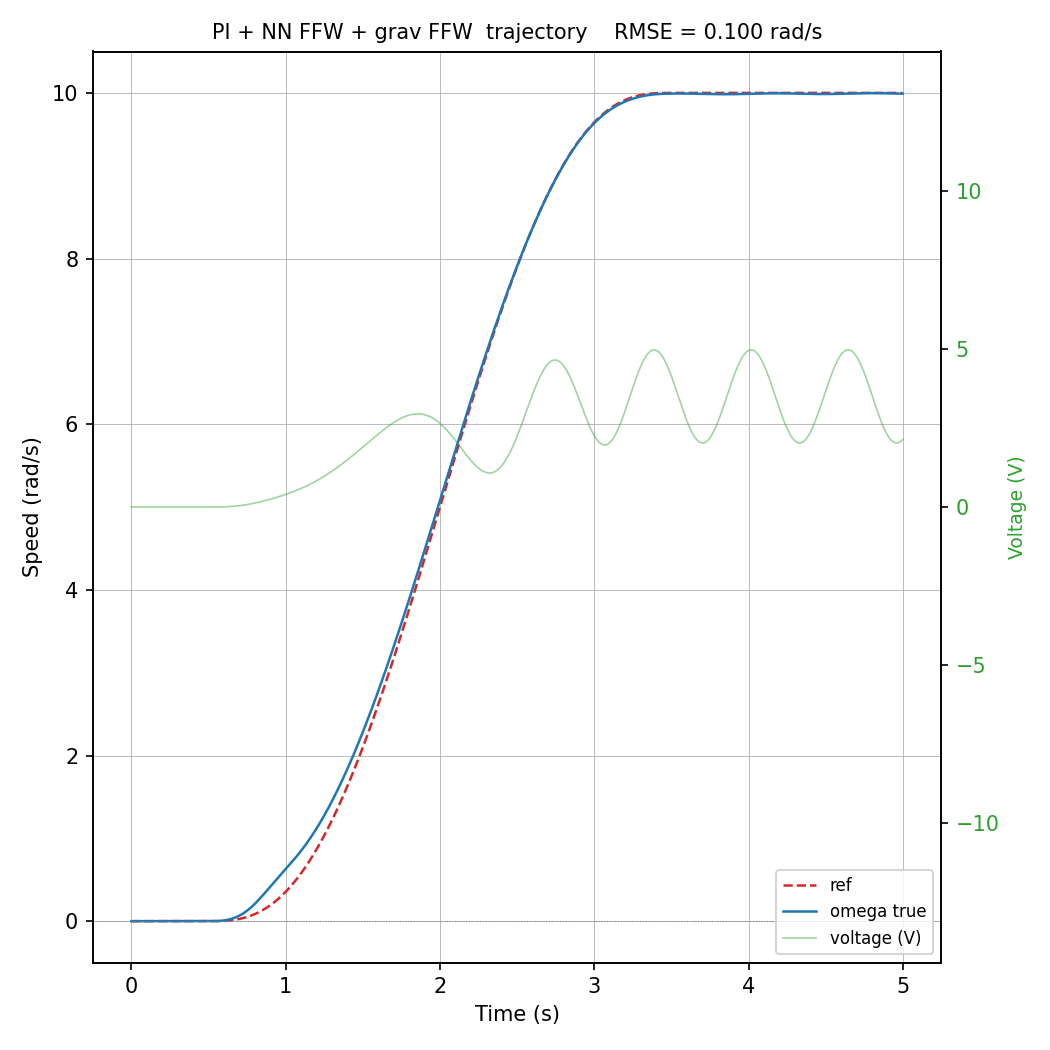 PI + NN FFW + grav FFW trajectory RMSE = 0.100 rad/s
Speed (rad/s)
10
8
6
4
2
0
10
5
0
−5
−10
Voltage (V)
ref
omega true
voltage (V)
0 1 2 3 4 5
Time (s)